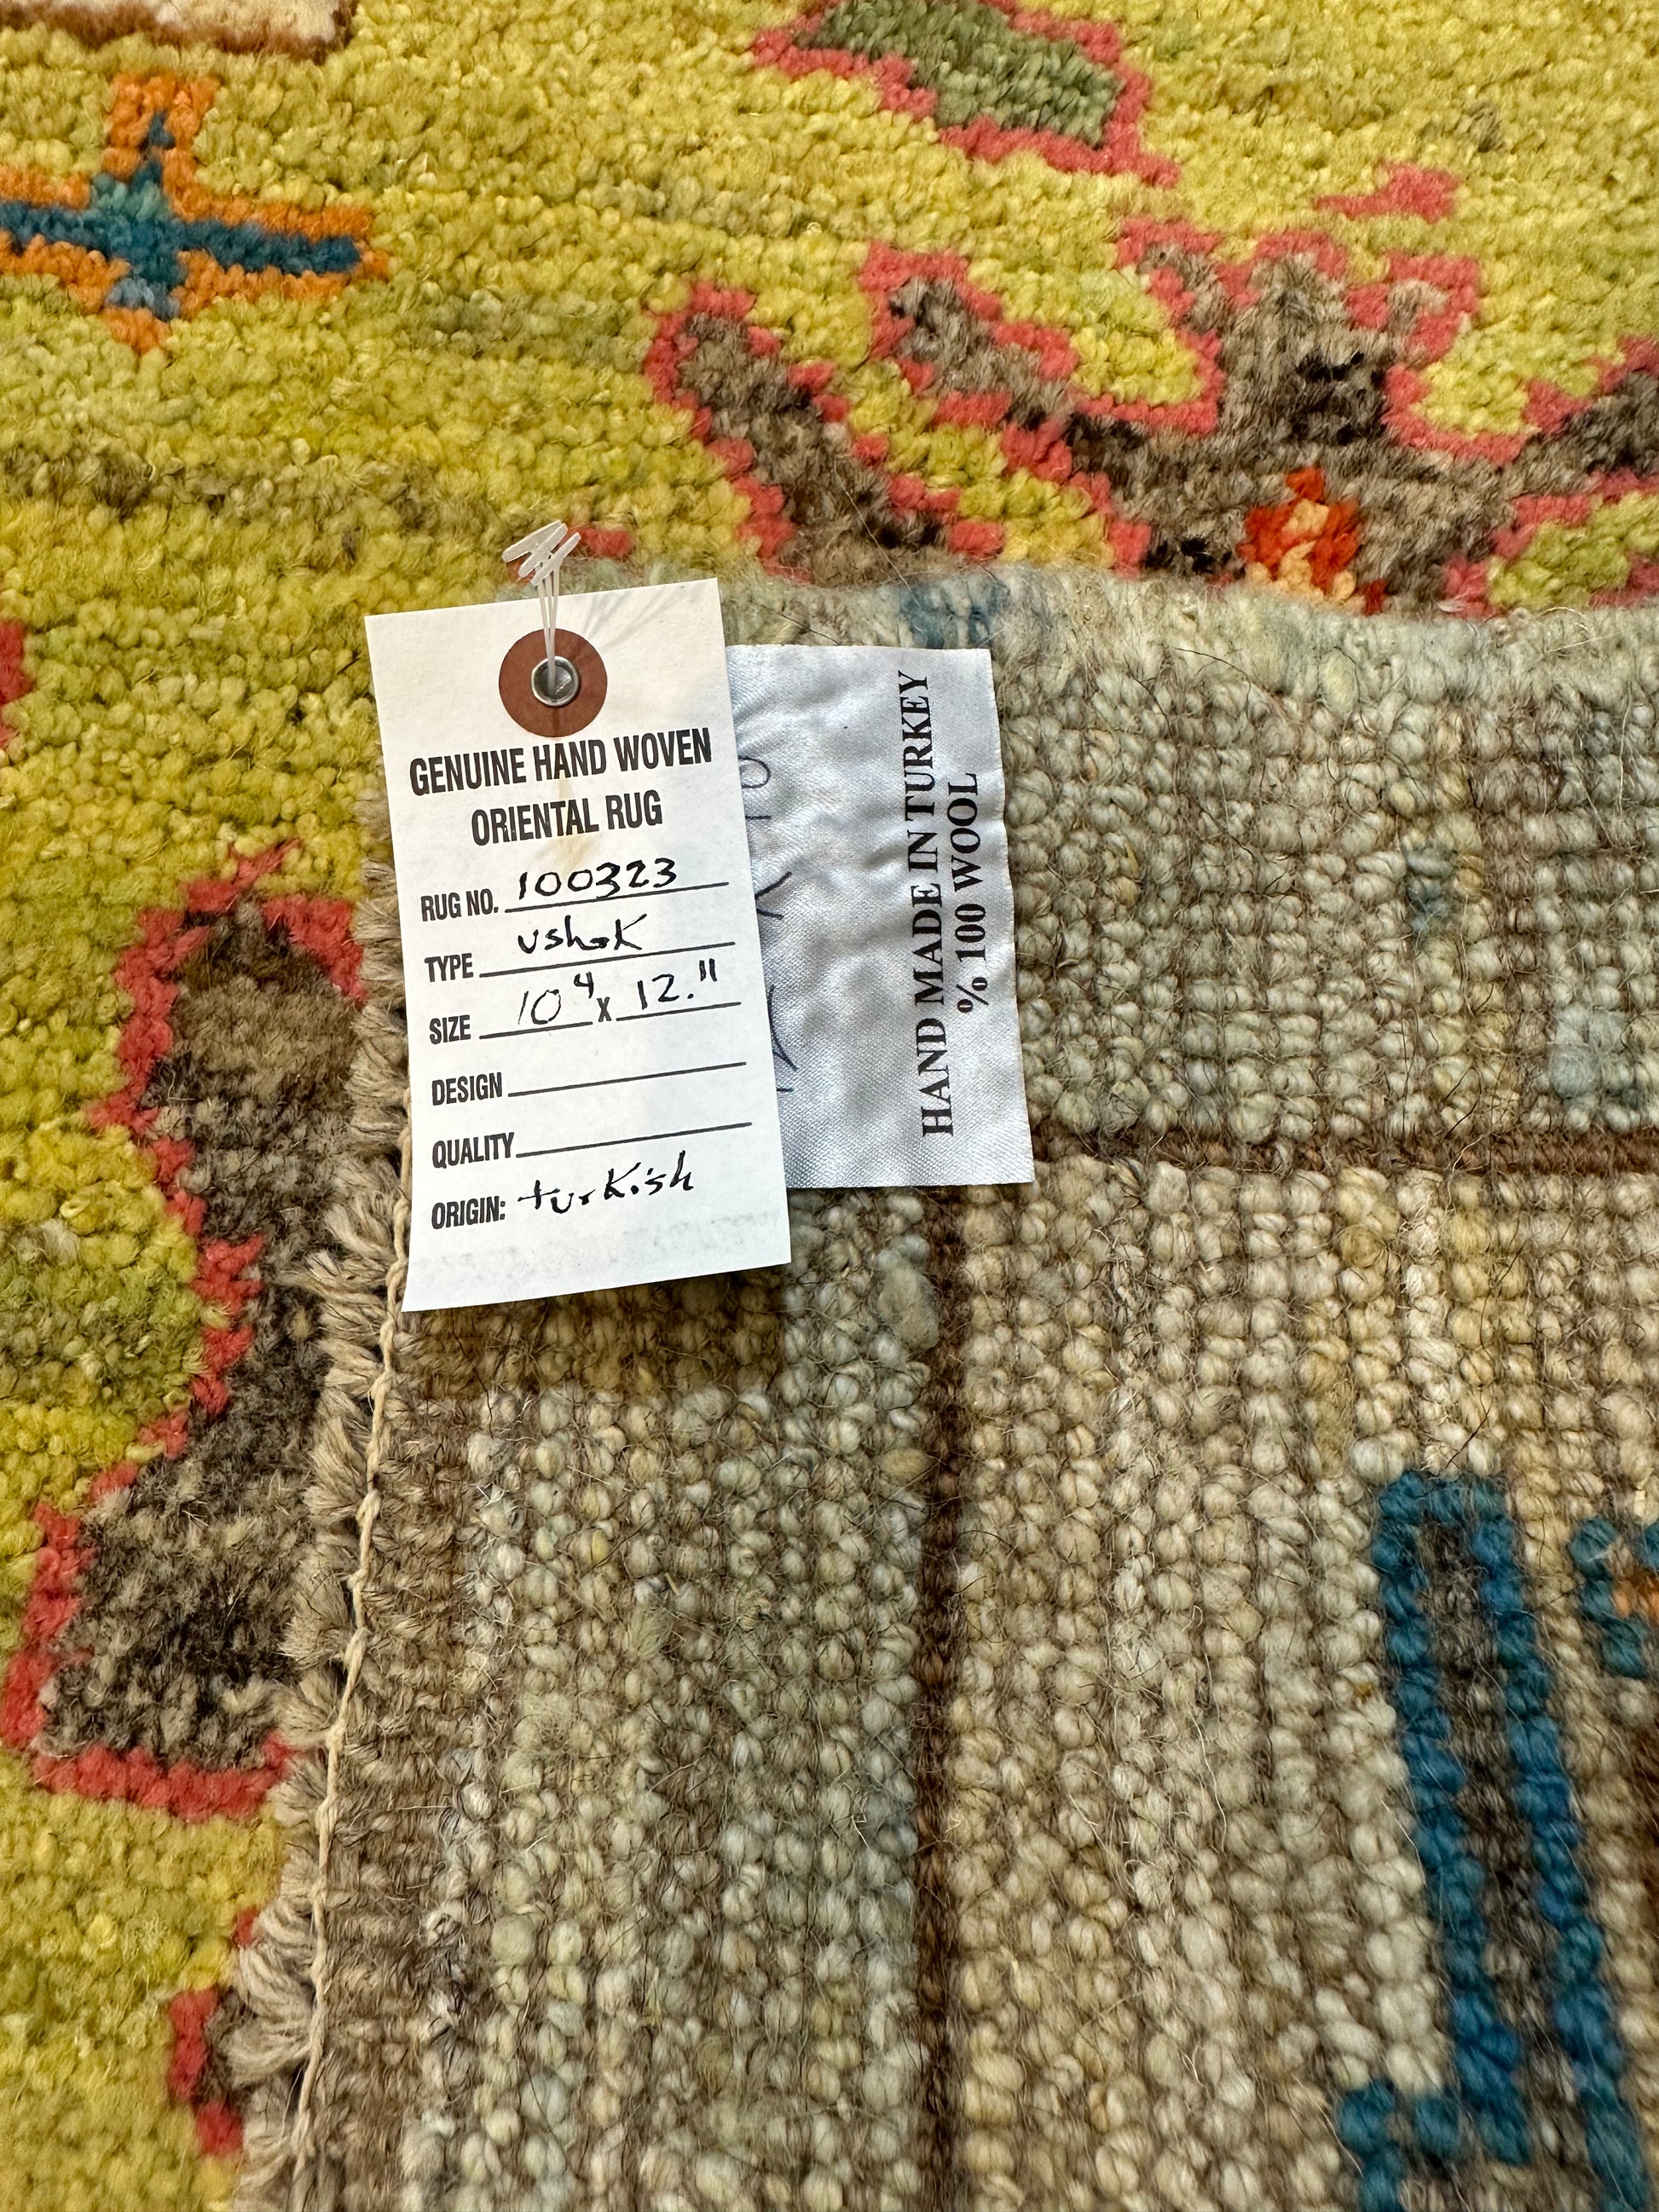 GENUINE HAND WOVEN
ORIENTAL RUG
RUG NO. 100323
TYPE ushak
SIZE 10 4 x 12."
DESIGN
QUALITY
ORIGIN: turkish
HAND MADE IN TURKEY
% 100 WOOL